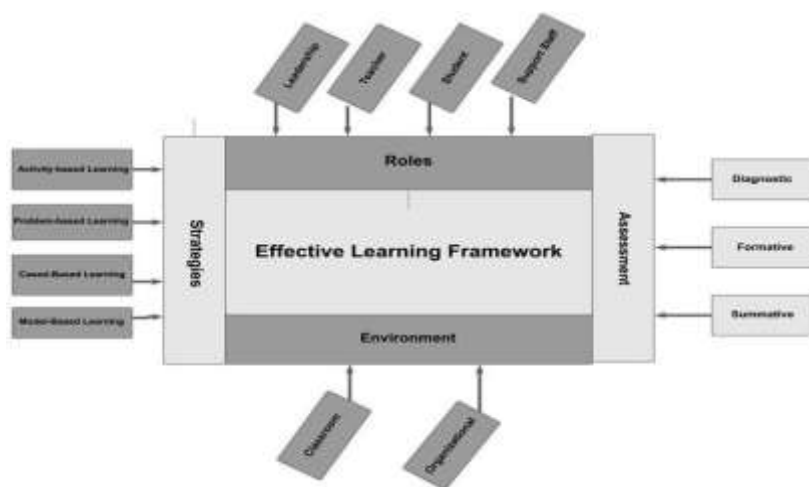 Leadership
Teacher
Student
Support Staff
Roles
Activity-based Learning
Problem-based Learning
Cased-Based Learning
Model-Based Learning
Strategies
Effective Learning Framework
Assessment
Diagnostic
Formative
Summative
Environment
Classroom
Organizational